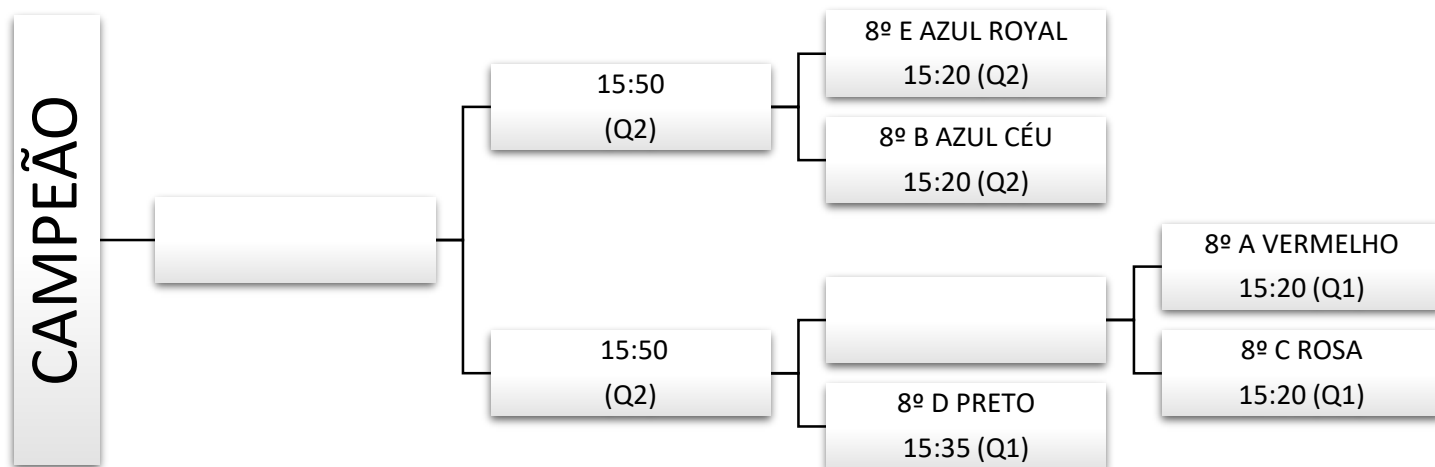 CAMPEÃO
15:50
(Q2)
8º E AZUL ROYAL
15:20 (Q2)
8º B AZUL CÉU
15:20 (Q2)
15:50
(Q2)
8º D PRETO
15:35 (Q1)
8º A VERMELHO
15:20 (Q1)
8º C ROSA
15:20 (Q1)